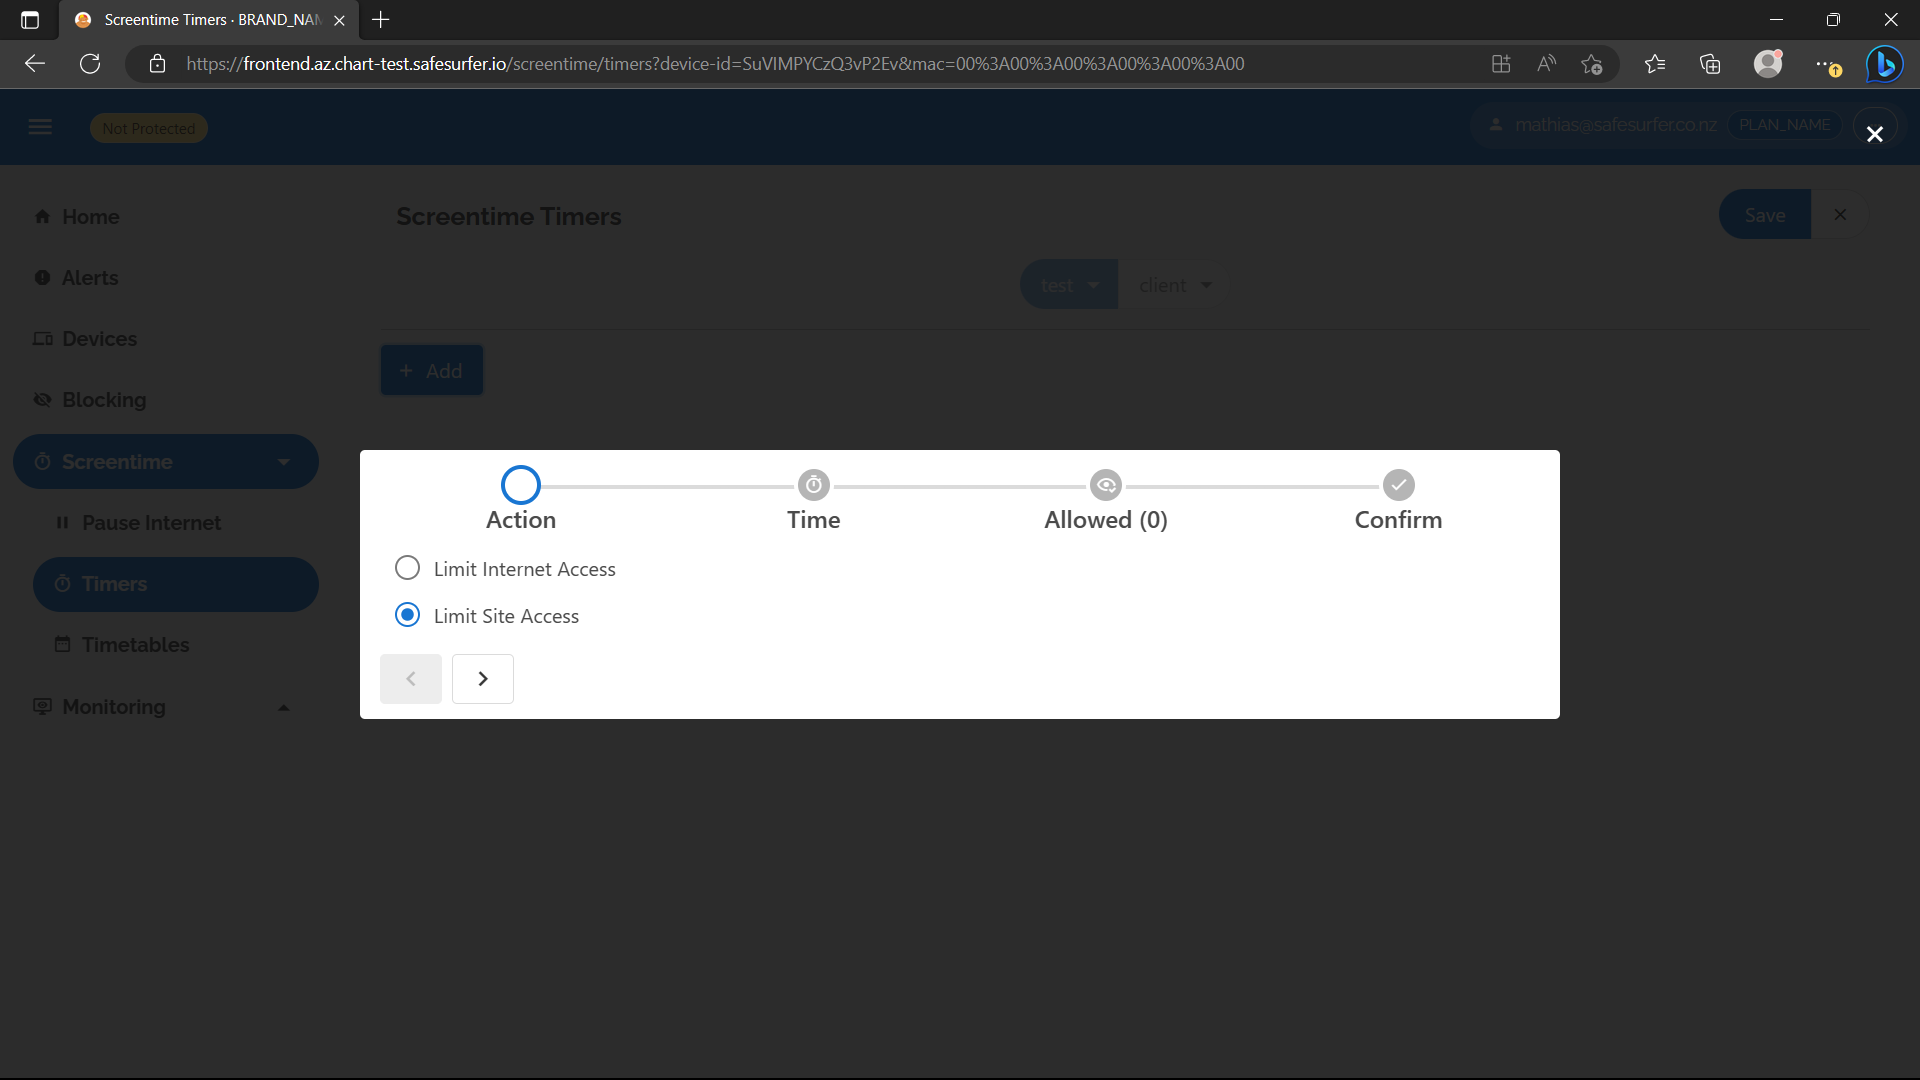 Screentime Timers · BRAND_NAM
https://frontend.az.chart-test.safesurfer.io/screentime/timers?device-id=SuVIMPYCzQ3vP2Ev&mac=00%3A00%3A00%3A00%3A00%3A00
Not Protected
mathias@safesurfer.co.nz PLAN_NAME
Home
Screentime Timers
Save
Alerts
test
client
Devices
+ Add
Blocking
Screentime
Action
Time
Allowed (0)
Confirm
Pause Internet
Limit Internet Access
Timers
Limit Site Access
Timetables
Monitoring